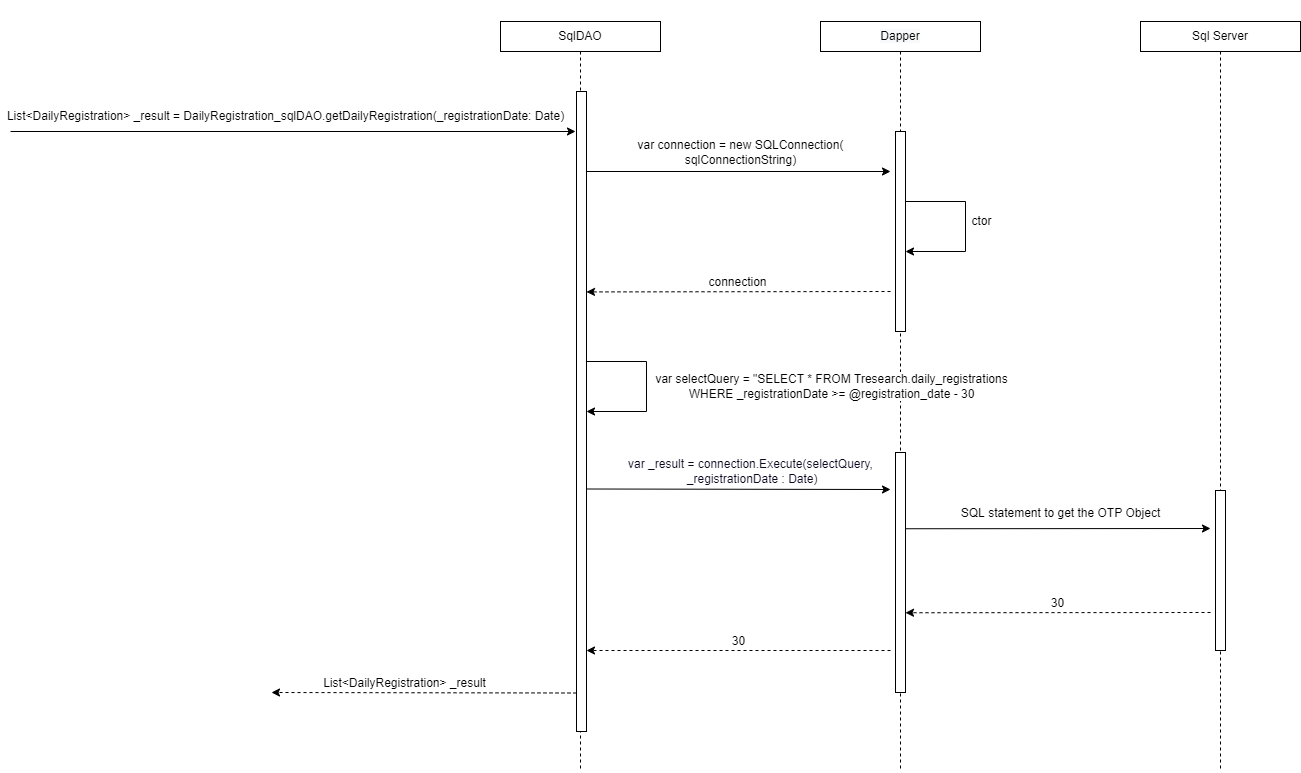 SqlDAO
Dapper
Sql Server
List<DailyRegistration> _result = DailyRegistration_sqlDAO.getDailyRegistration(_registrationDate: Date)
var connection = new SQLConnection(
sqlConnectionString)
ctor
connection
var selectQuery = "SELECT * FROM Tresearch.daily_registrations
WHERE _registrationDate >= @registration_date - 30
var _result = connection.Execute(selectQuery,
_registrationDate : Date)
SQL statement to get the OTP Object
30
30
List<DailyRegistration> _result